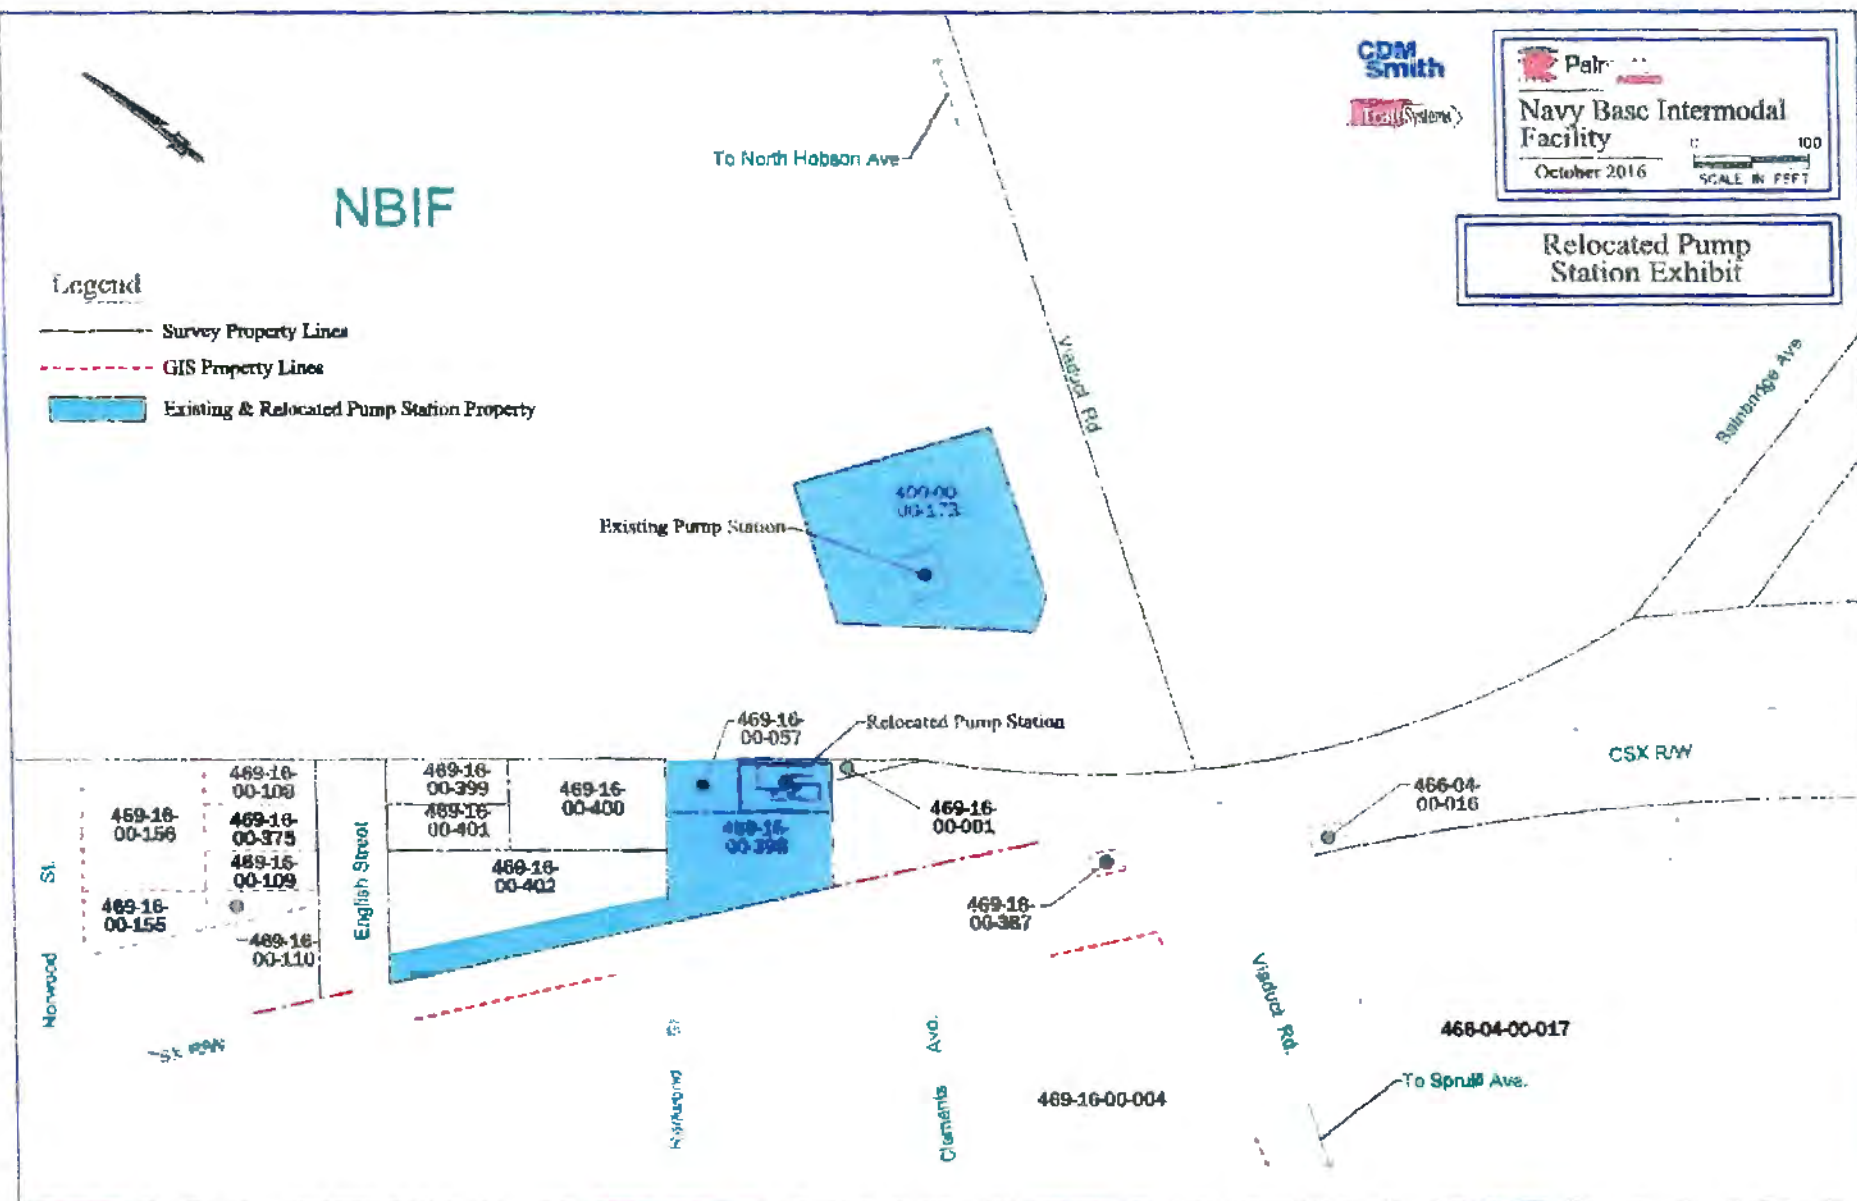 CDM
Smith
Navy Base Intermodal
Facility
October 2016
100
SCALE IN FEET
Relocated Pump
Station Exhibit
To North Hobson Ave
NBIF
Legend
Survey Property Lines
GIS Property Lines
Existing & Relocated Pump Station Property
Viaduct Rd
Bainbridge Ave
00-173
Existing Pump Station
469-16-
00-057
Relocated Pump Station
CSX R/W
469-16-
00-156
469-16-
00-375
469-16-
00-109
469-16-
00-155
469-16-
00-110
English Street
469-16-
00-399
469-16-
00-401
469-16-
00-400
469-16-
00-402
469-16-
00-398
469-16-
00-001
466-04-
00-016
469-16-
00-387
Norwood St.
Clements Ave.
Viaduct Rd.
469-16-00-004
466-04-00-017
To Spruill Ave.